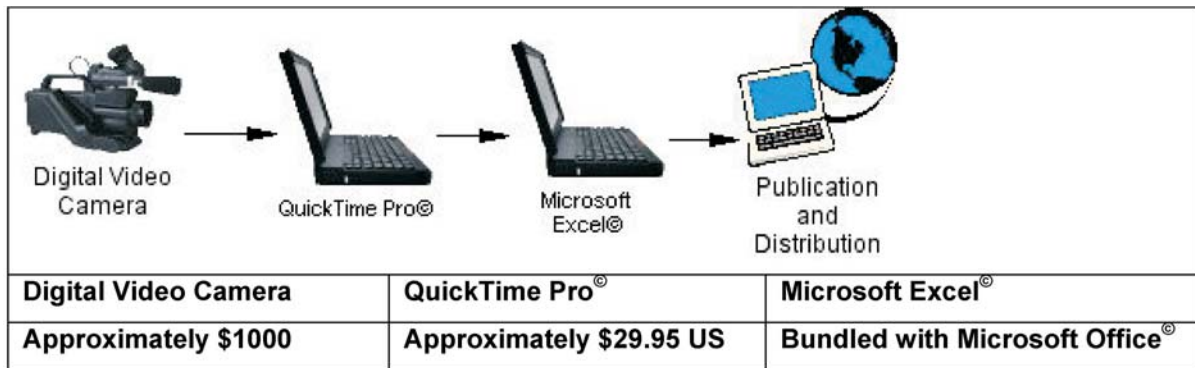 Digital Video
Camera
QuickTime Pro©
Microsoft
Excel©
Publication
and
Distribution
Digital Video Camera
QuickTime Pro©
Microsoft Excel©
Approximately $1000
Approximately $29.95 US
Bundled with Microsoft Office©